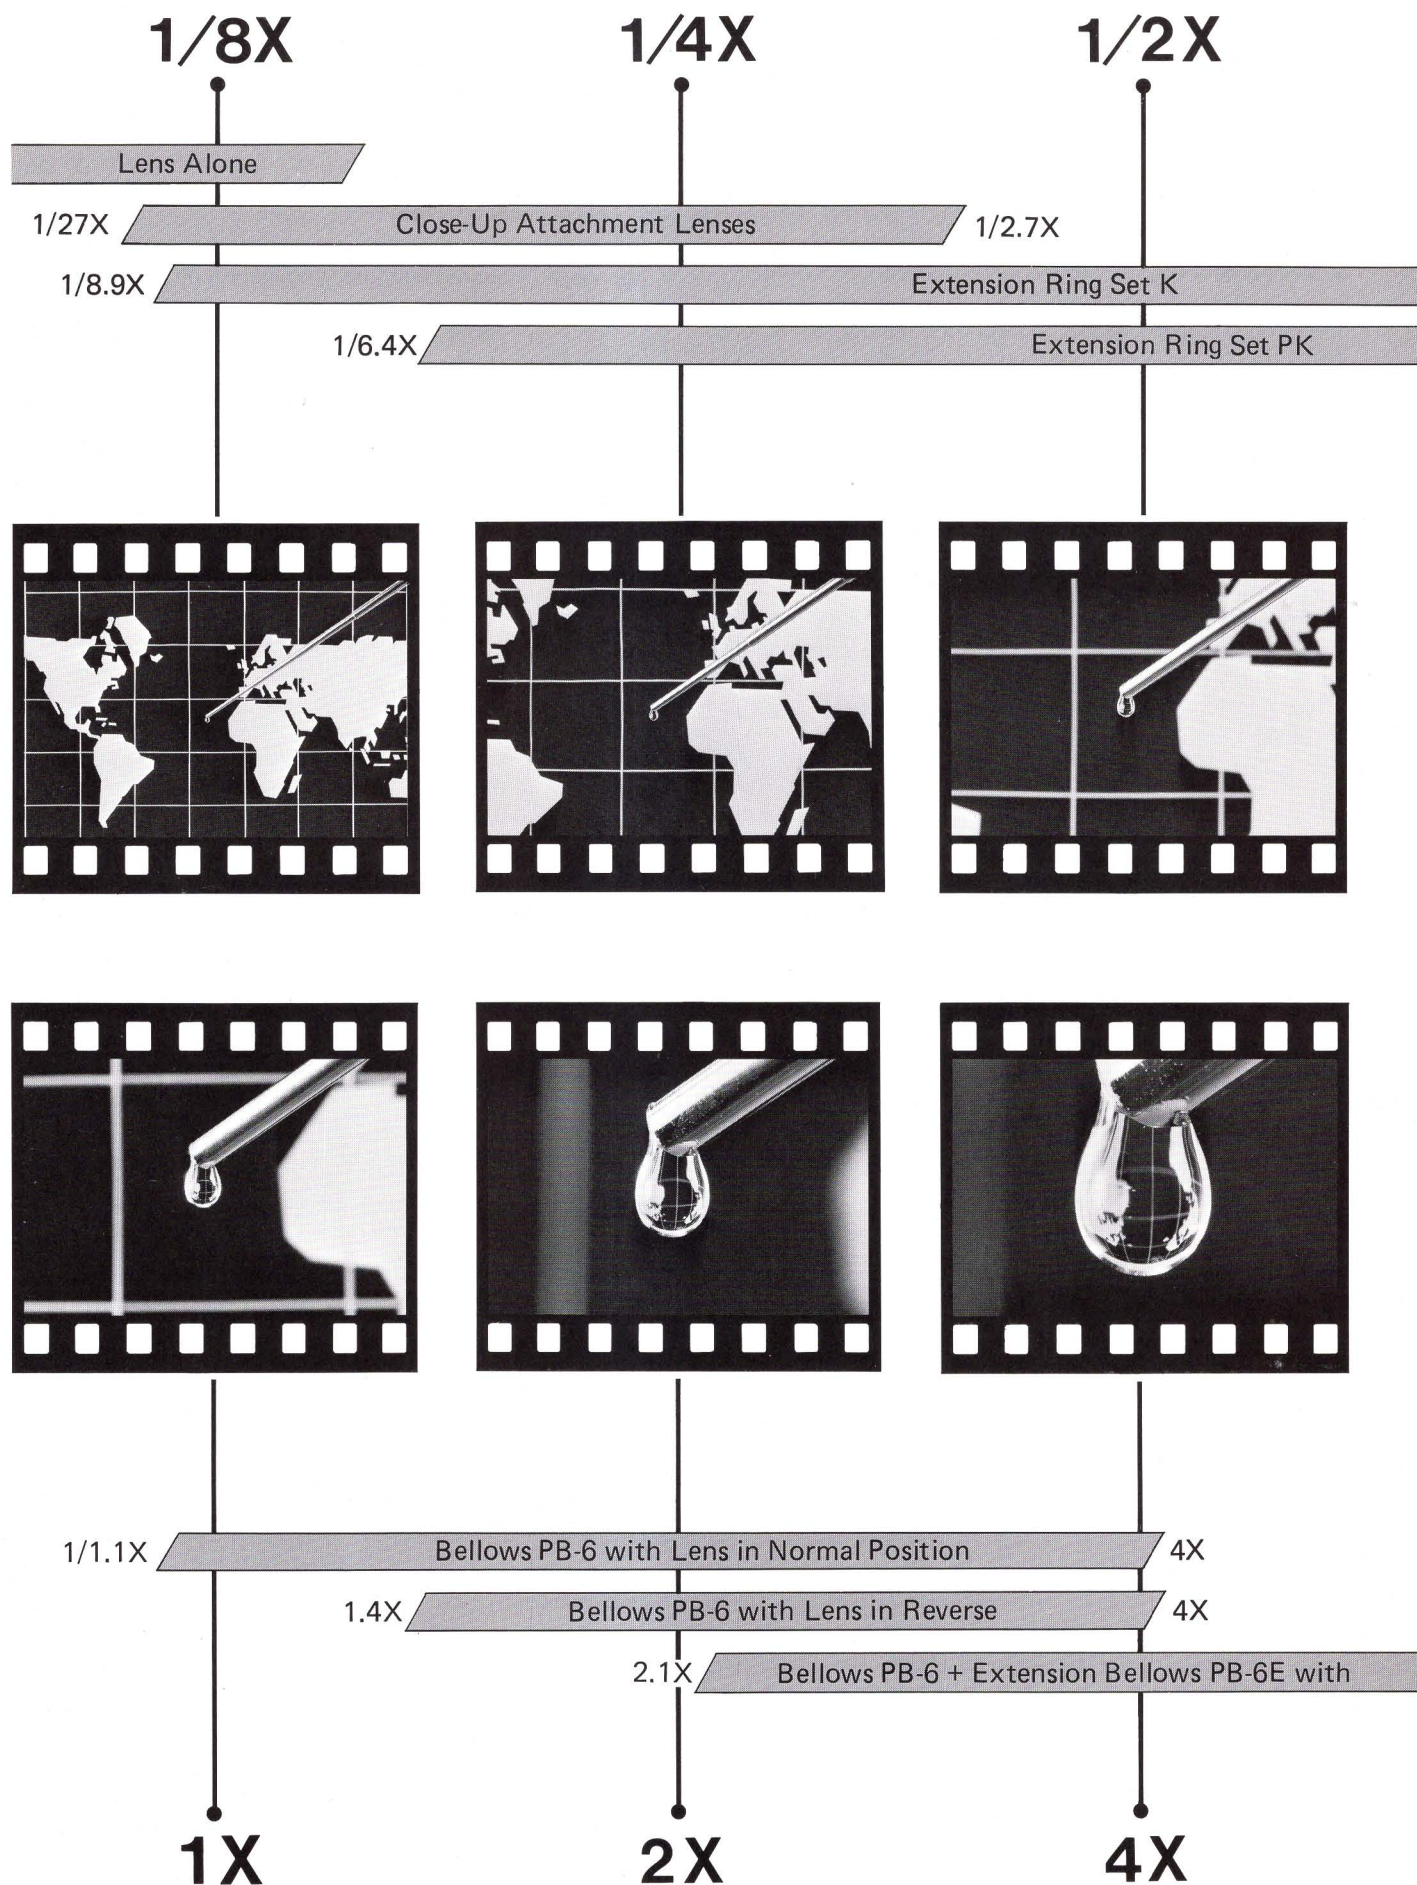 1/8X
1/4X
1/2X
Lens Alone
1/27X
Close-Up Attachment Lenses
1/2.7X
1/8.9X
Extension Ring Set K
1/6.4X
Extension Ring Set PK
1/1.1X
Bellows PB-6 with Lens in Normal Position
4X
1.4X
Bellows PB-6 with Lens in Reverse
4X
2.1X
Bellows PB-6 + Extension Bellows PB-6E with
1X
2X
4X